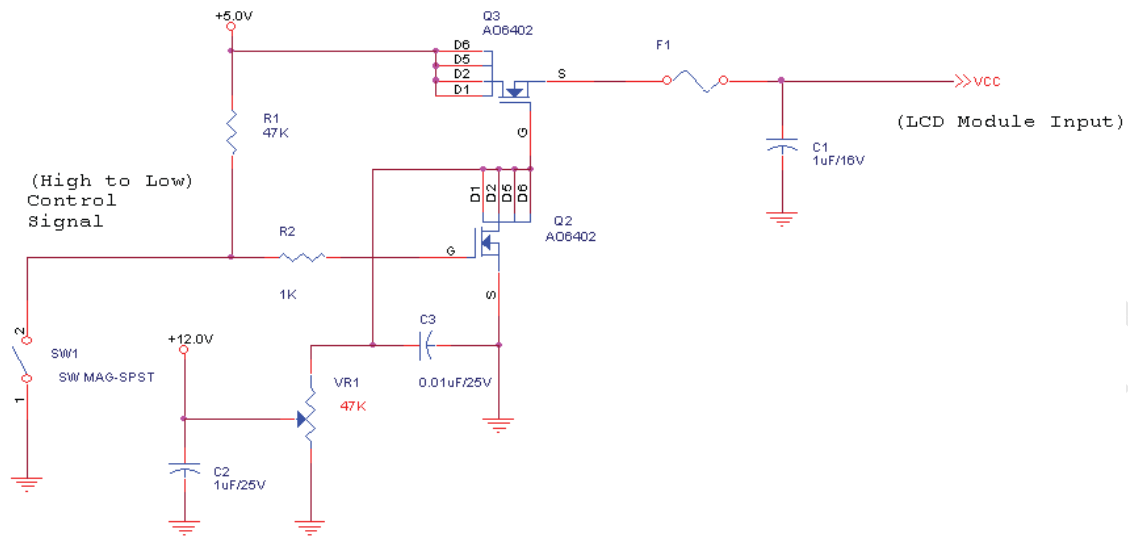 +5.0V
Q3
AO6402
D6
D5
D2
D1
S
G
F1
VCC
(LCD Module Input)
R1
47K
C1
1uF/16V
(High to Low)
Control
Signal
D1
D2
D5
D6
Q2
AO6402
R2
1K
G
S
2
SW1
SW MAG-SPST
1
+12.0V
C3
0.01uF/25V
VR1
47K
C2
1uF/25V